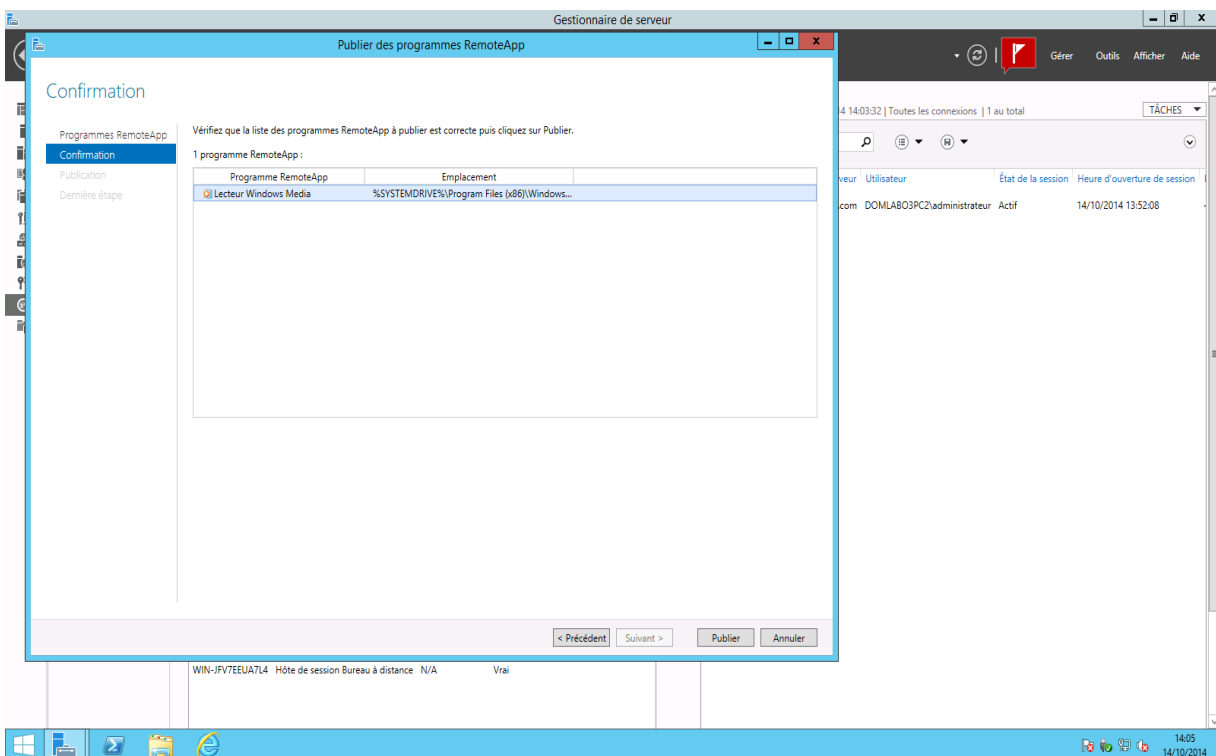 Gestionnaire de serveur
Publier des programmes RemoteApp
Gérer Outils Afficher Aide
Confirmation
14:03:32 | Toutes les connexions | 1 au total
TÂCHES
Programmes RemoteApp
Confirmation
Publication
Dernière étape
Vérifiez que la liste des programmes RemoteApp à publier est correcte puis cliquez sur Publier.
1 programme RemoteApp :
Programme RemoteApp Emplacement
Lecteur Windows Media %SYSTEMDRIVE%\Program Files (x86)\Windows...
Utilisateur État de la session Heure d'ouverture de session
.com DOMLABO3PC2\administrateur Actif 14/10/2014 13:52:08
< Précédent Suivant > Publier Annuler
WIN-JFV7EEUA7L4 Hôte de session Bureau à distance N/A Vrai
14:05
14/10/2014